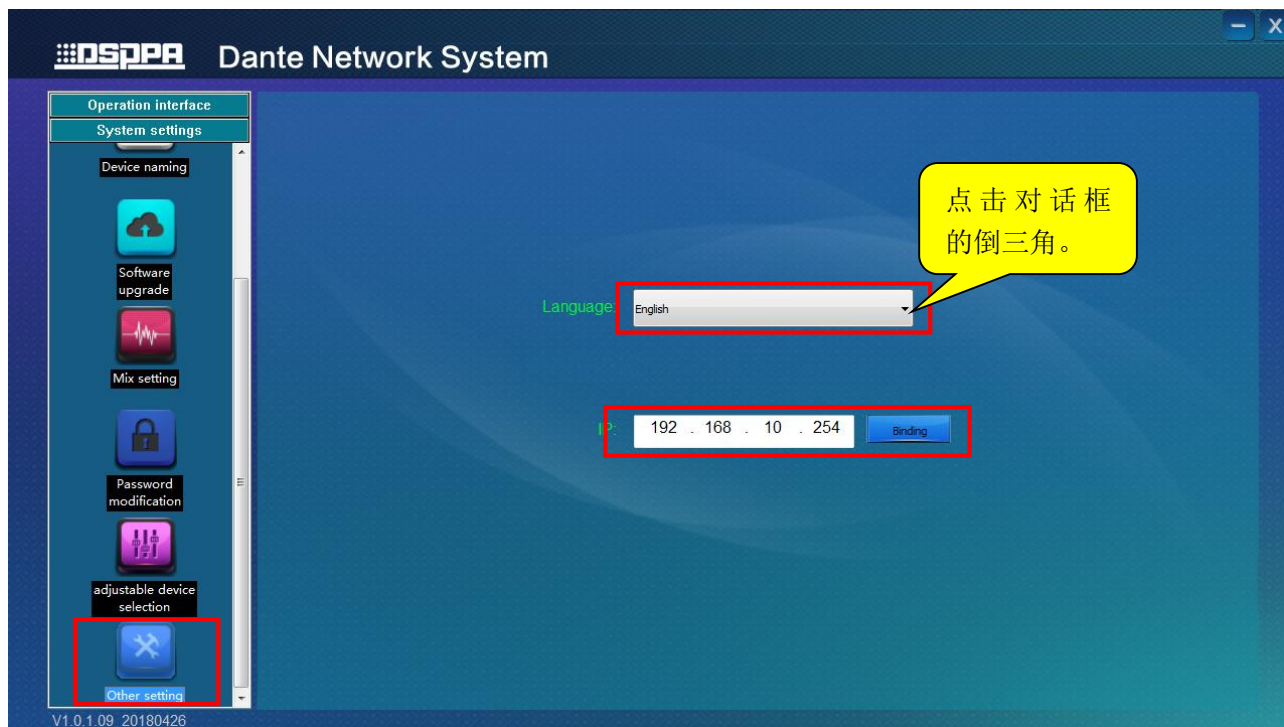 DSPPA Dante Network System
– X
Operation interface
System settings
Device naming
Software
upgrade
Mix setting
Password
modification
adjustable device
selection
Other setting
点击对话框
的倒三角。
Language: English
IP: 192 . 168 . 10 . 254 Binding
V1.0.1.09 20180426